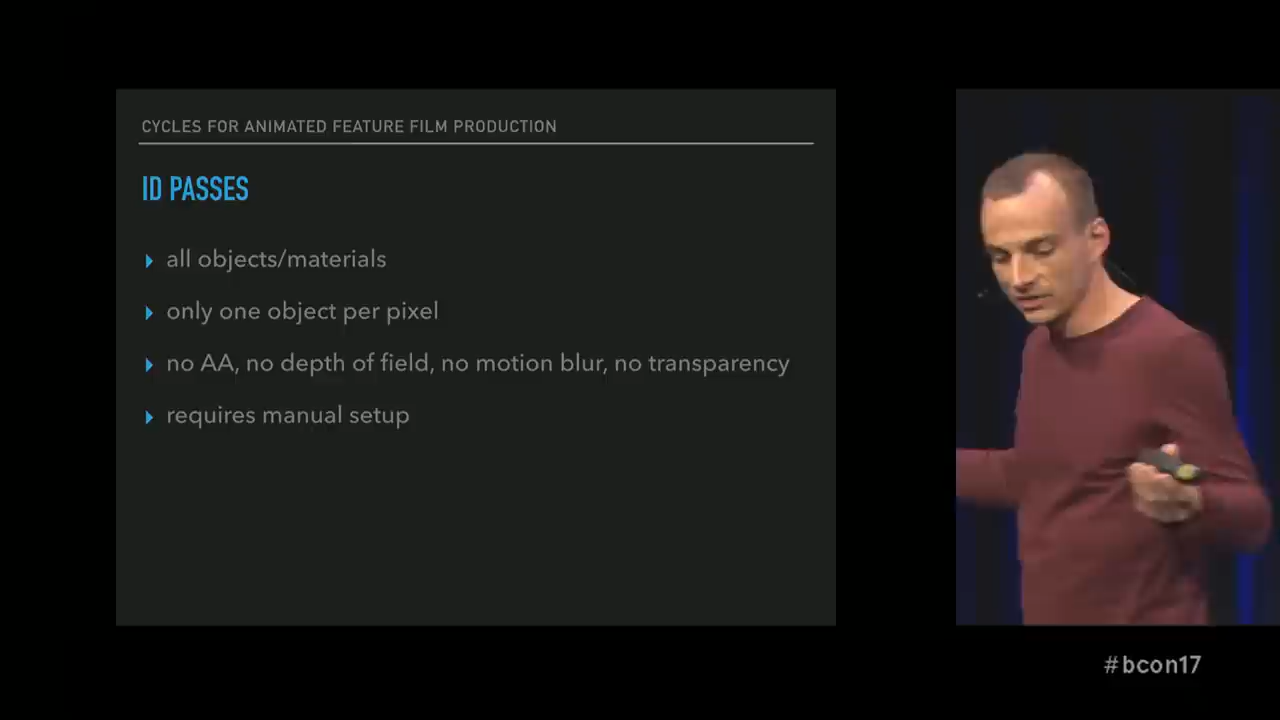 CYCLES FOR ANIMATED FEATURE FILM PRODUCTION
ID PASSES
all objects/materials
only one object per pixel
no AA, no depth of field, no motion blur, no transparency
requires manual setup
#bcon17